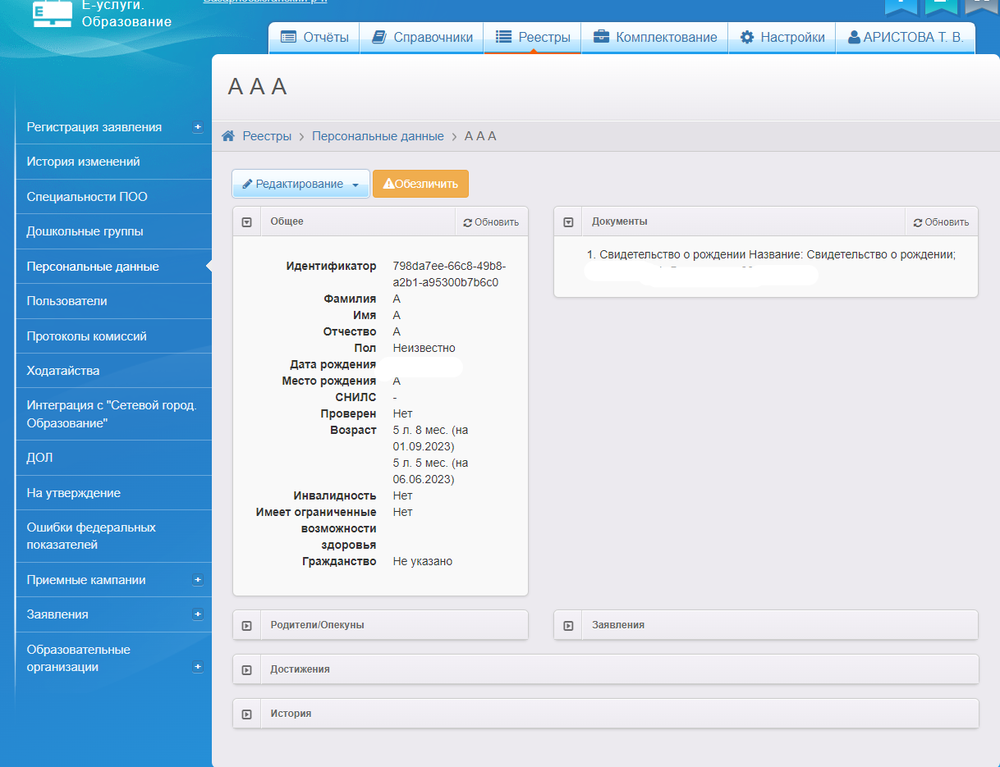 Е-услуги.
Образование
Отчёты
Справочники
Реестры
Комплектование
Настройки
АРИСТОВА Т. В.
А А А
Реестры > Персональные данные > А А А
Регистрация заявления
История изменений
Специальности ПОО
Дошкольные группы
Персональные данные
Пользователи
Протоколы комиссий
Ходатайства
Интеграция с "Сетевой город.
Образование"
ДОЛ
На утверждение
Ошибки федеральных
показателей
Приемные кампании
Заявления
Образовательные
организации
Редактирование
Обезличить
Общее
Обновить
Идентификатор 798da7ee-66c8-49b8-
a2b1-a95300b7b6c0
Фамилия А
Имя А
Отчество А
Пол Неизвестно
Дата рождения
Место рождения А
СНИЛС -
Проверен Нет
Возраст 5 л. 8 мес. (на
01.09.2023)
5 л. 5 мес. (на
06.06.2023)
Инвалидность Нет
Имеет ограниченные Нет
возможности
здоровья
Гражданство Не указано
Документы
Обновить
1. Свидетельство о рождении Название: Свидетельство о рождении;
Родители/Опекуны
Заявления
Достижения
История